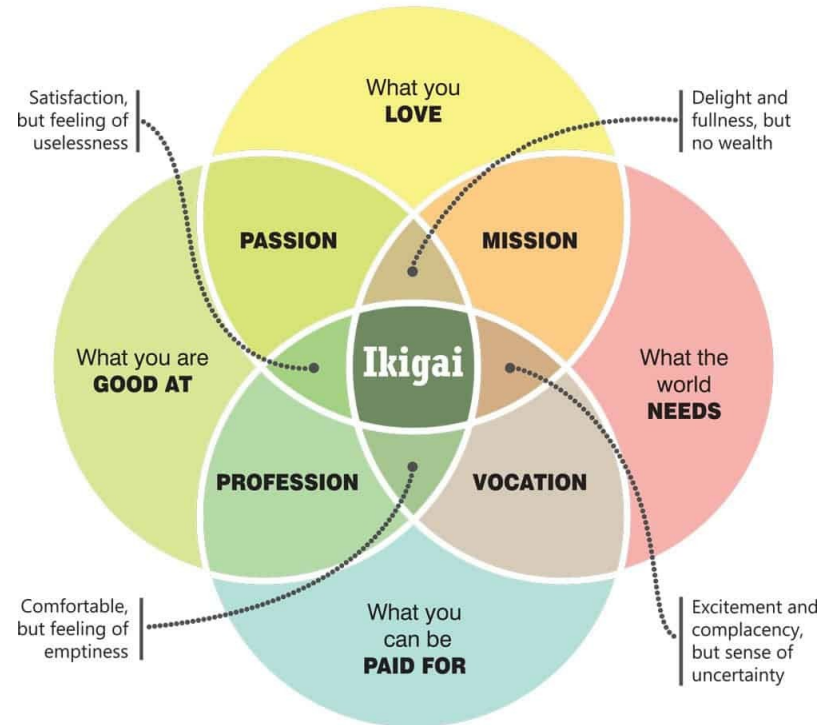 What you
LOVE
Satisfaction,
but feeling of
uselessness
Delight and
fullness, but
no wealth
PASSION
MISSION
What you are
GOOD AT
Ikigai
What the
world
NEEDS
PROFESSION
VOCATION
Comfortable,
but feeling of
emptiness
What you
can be
PAID FOR
Excitement and
complacency,
but sense of
uncertainty